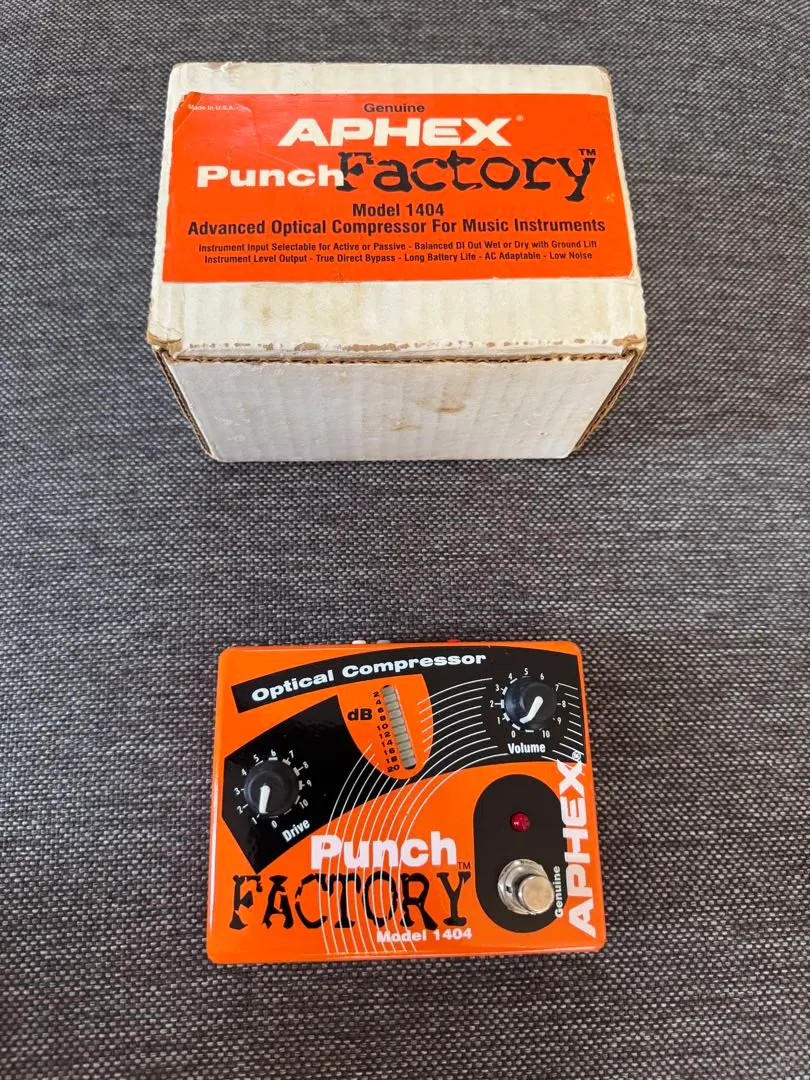 Made in U.S.A.
Genuine
APHEX®
Punch Factory™
Model 1404
Advanced Optical Compressor For Music Instruments
Instrument Input Selectable for Active or Passive - Balanced DI Out Wet or Dry with Ground Lift
Instrument Level Output - True Direct Bypass - Long Battery Life - AC Adaptable - Low Noise
Optical Compressor
dB
2
4
6
8
10
12
14
16
18
20
0 1 2 3 4 5 6 7 8 9 10
Volume
0 1 2 3 4 5 6 7 8 9 10
Drive
Punch
FACTORY™
Model 1404
Genuine
APHEX®